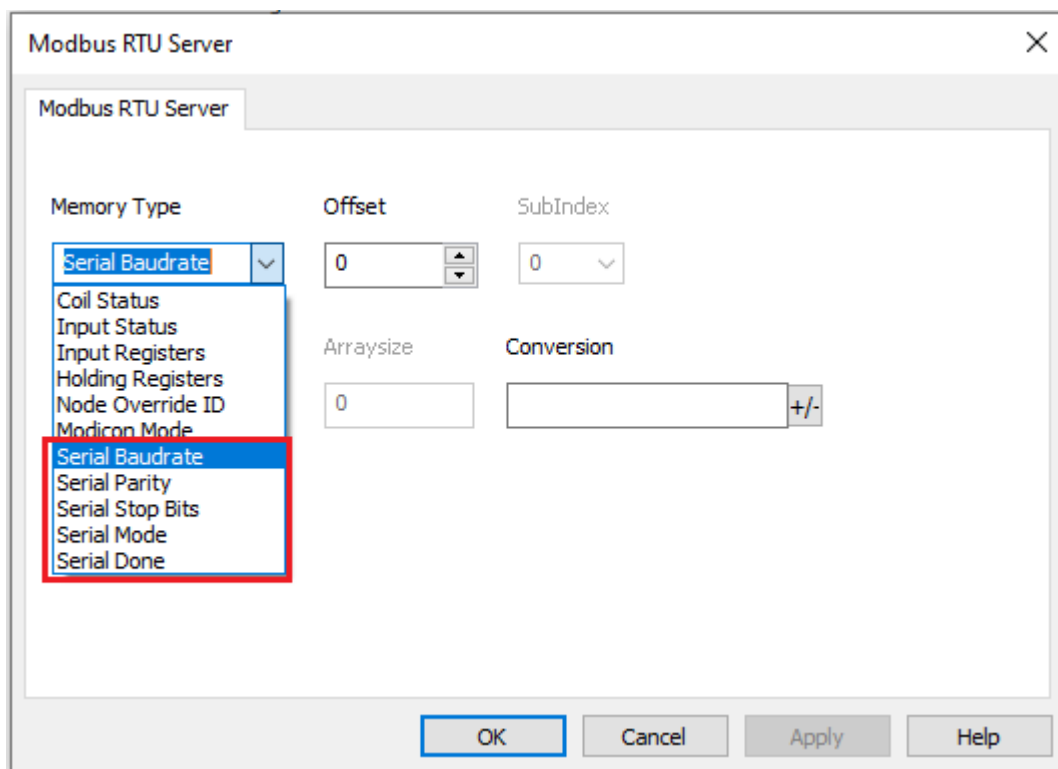 Modbus RTU Server
Modbus RTU Server
Memory Type Offset SubIndex
Serial Baudrate 0 0
Coil Status
Input Status
Input Registers
Arraysize Conversion
Holding Registers
Node Override ID
0 +/-
Modicon Mode
Serial Baudrate
Serial Parity
Serial Stop Bits
Serial Mode
Serial Done
OK Cancel Apply Help